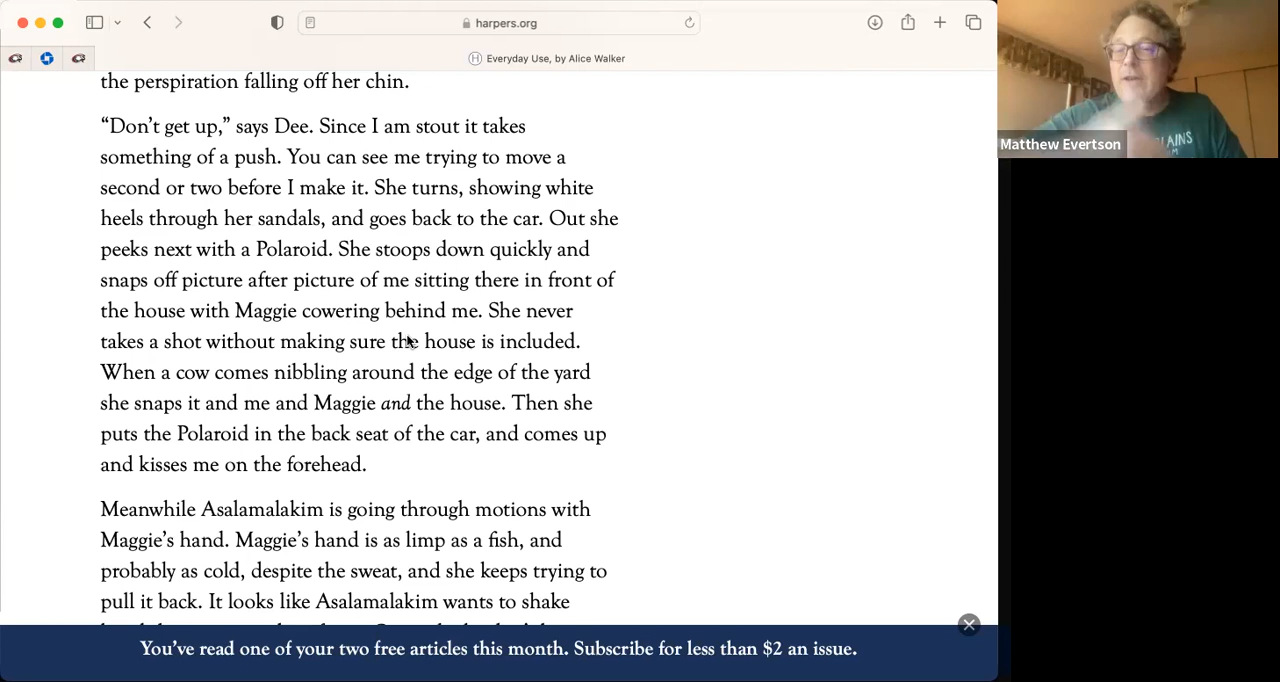 harpers.org
Everyday Use, by Alice Walker
the perspiration falling off her chin.
“Don’t get up,” says Dee. Since I am stout it takes
something of a push. You can see me trying to move a
second or two before I make it. She turns, showing white
heels through her sandals, and goes back to the car. Out she
peeks next with a Polaroid. She stoops down quickly and
snaps off picture after picture of me sitting there in front of
the house with Maggie cowering behind me. She never
takes a shot without making sure the house is included.
When a cow comes nibbling around the edge of the yard
she snaps it and me and Maggie and the house. Then she
puts the Polaroid in the back seat of the car, and comes up
and kisses me on the forehead.
Meanwhile Asalamalakim is going through motions with
Maggie’s hand. Maggie’s hand is as limp as a fish, and
probably as cold, despite the sweat, and she keeps trying to
pull it back. It looks like Asalamalakim wants to shake
You’ve read one of your two free articles this month. Subscribe for less than $2 an issue.
Matthew Evertson